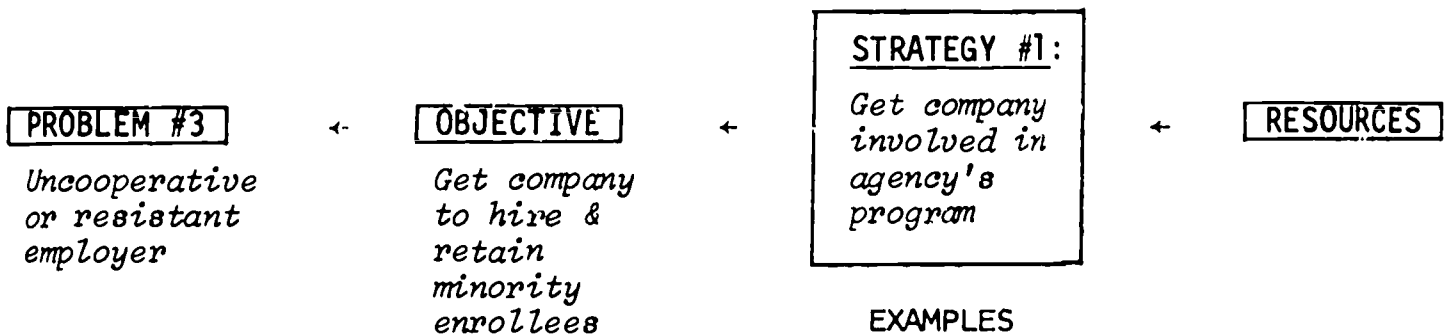 PROBLEM #3
Uncooperative
or resistant
employer
OBJECTIVE
Get company
to hire &
retain
minority
enrollees
STRATEGY #1:
Get company
involved in
agency's
program
EXAMPLES
RESOURCES